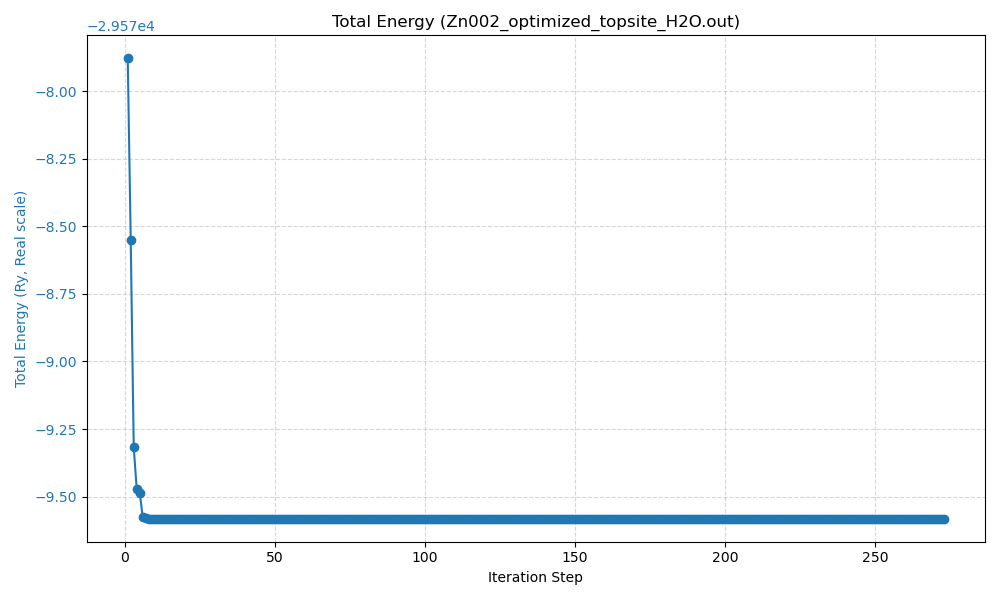 Total Energy (Zn002_optimized_topsite_H2O.out)
−2.957e4
−8.00
−8.25
−8.50
−8.75
−9.00
−9.25
−9.50
Total Energy (Ry, Real scale)
0 50 100 150 200 250
Iteration Step